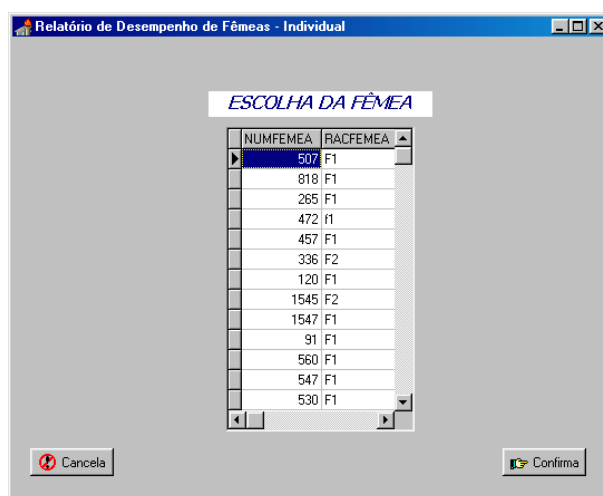 Relatório de Desempenho de Fêmeas - Individual
ESCOLHA DA FÊMEA
NUMFEMEA RACFEMEA
507 F1
818 F1
265 F1
472 f1
457 F1
336 F2
120 F1
1545 F2
1547 F1
91 F1
560 F1
547 F1
530 F1
Cancela Confirma